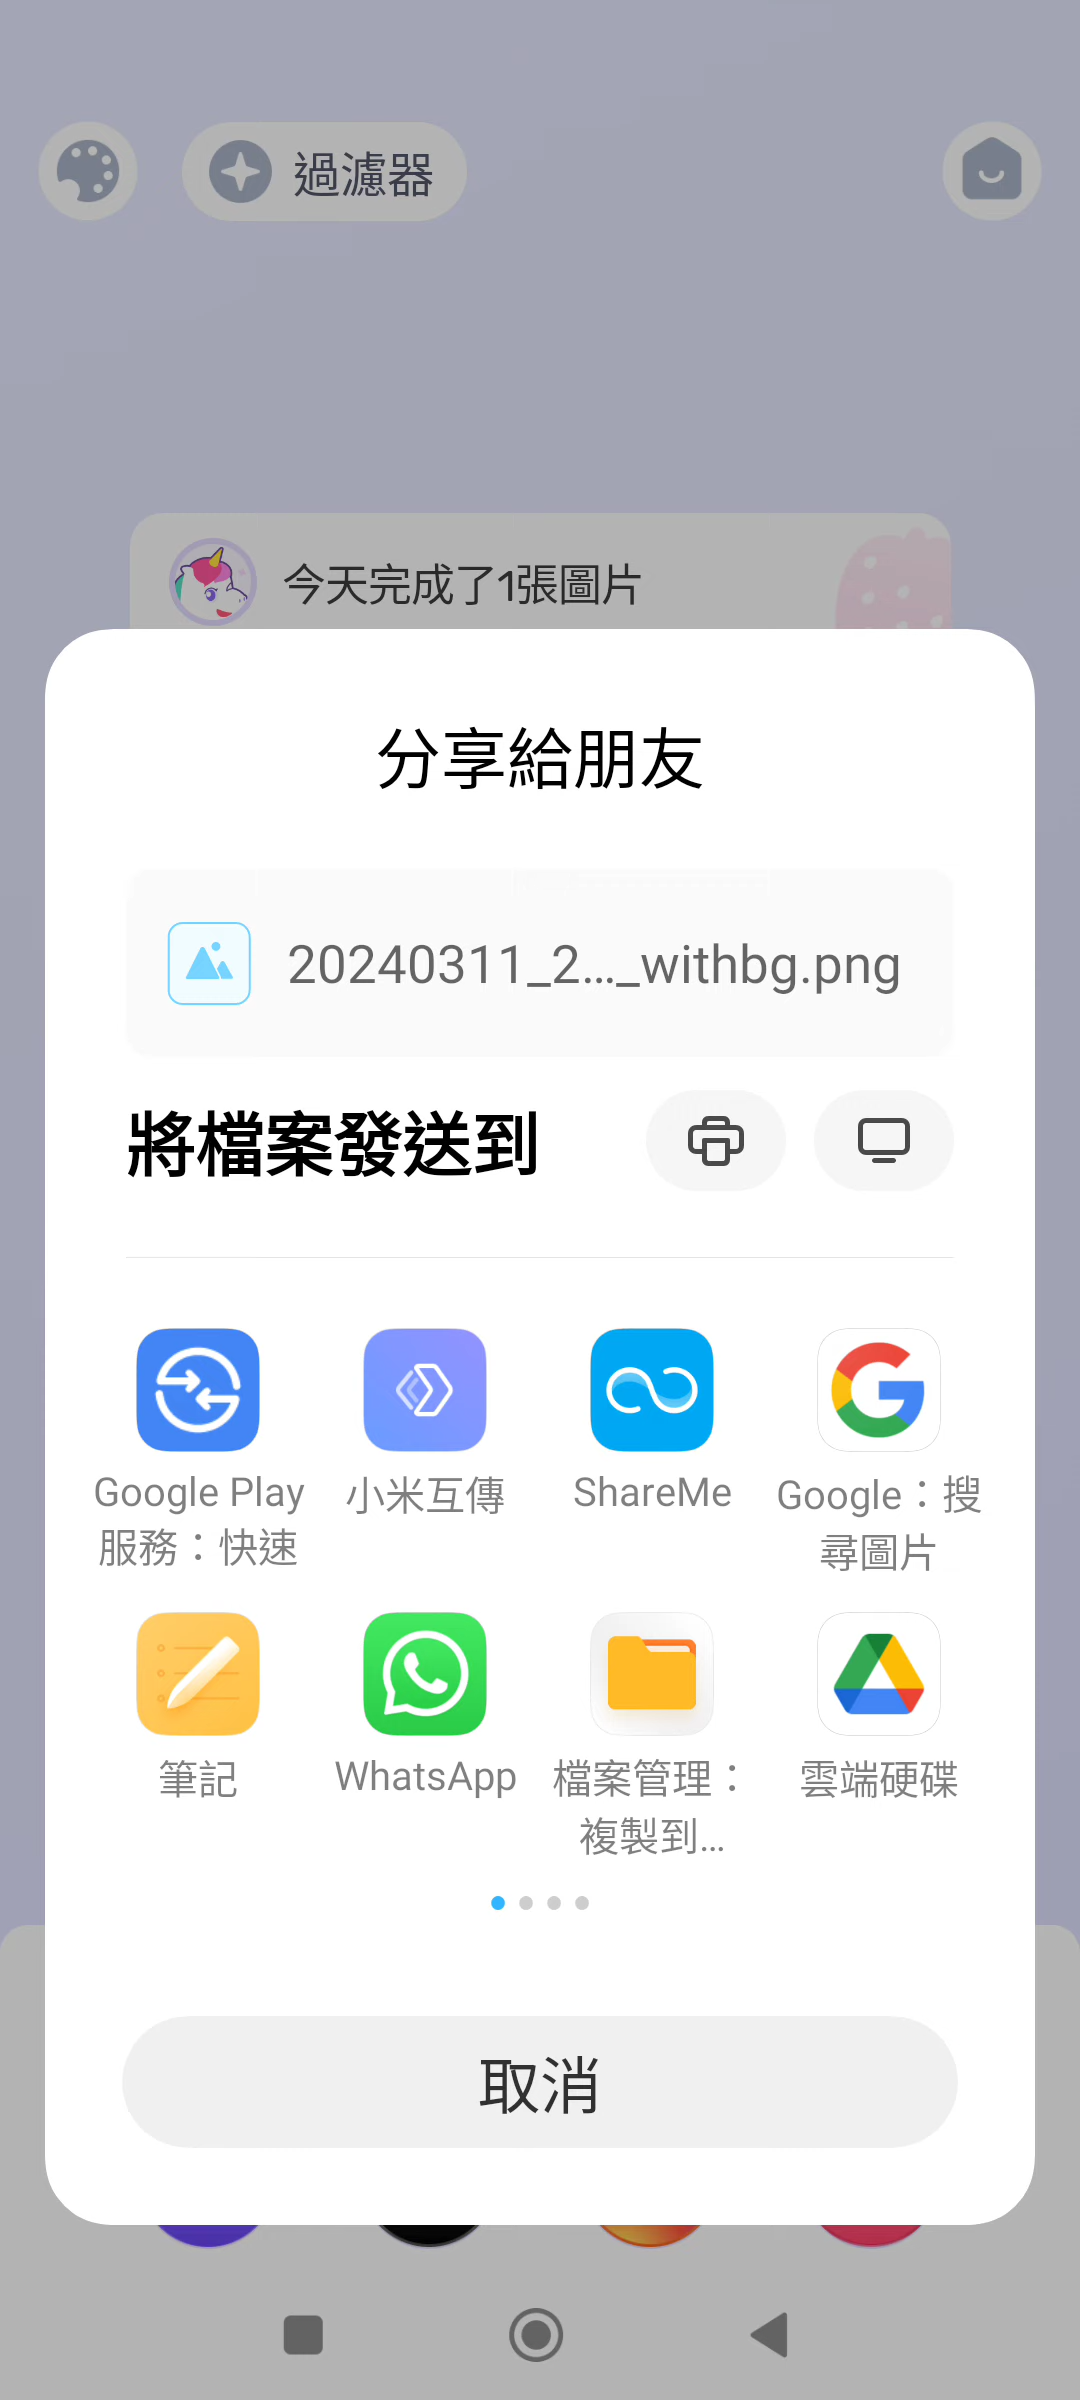 過濾器
今天完成了1張圖片
分享給朋友
20240311_2..._withbg.png
將檔案發送到
Google Play
服務：快速
小米互傳
ShareMe
Google：搜
尋圖片
筆記
WhatsApp
檔案管理：
複製到...
雲端硬碟
取消